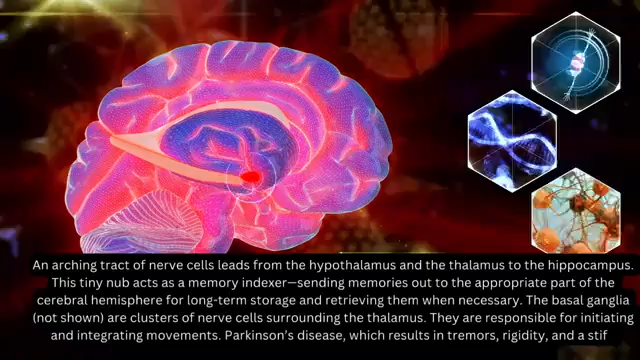 An arching tract of nerve cells leads from the hypothalamus and the thalamus to the hippocampus.
This tiny nub acts as a memory indexer—sending memories out to the appropriate part of the
cerebral hemisphere for long-term storage and retrieving them when necessary. The basal ganglia
(not shown) are clusters of nerve cells surrounding the thalamus. They are responsible for initiating
and integrating movements. Parkinson’s disease, which results in tremors, rigidity, and a stif